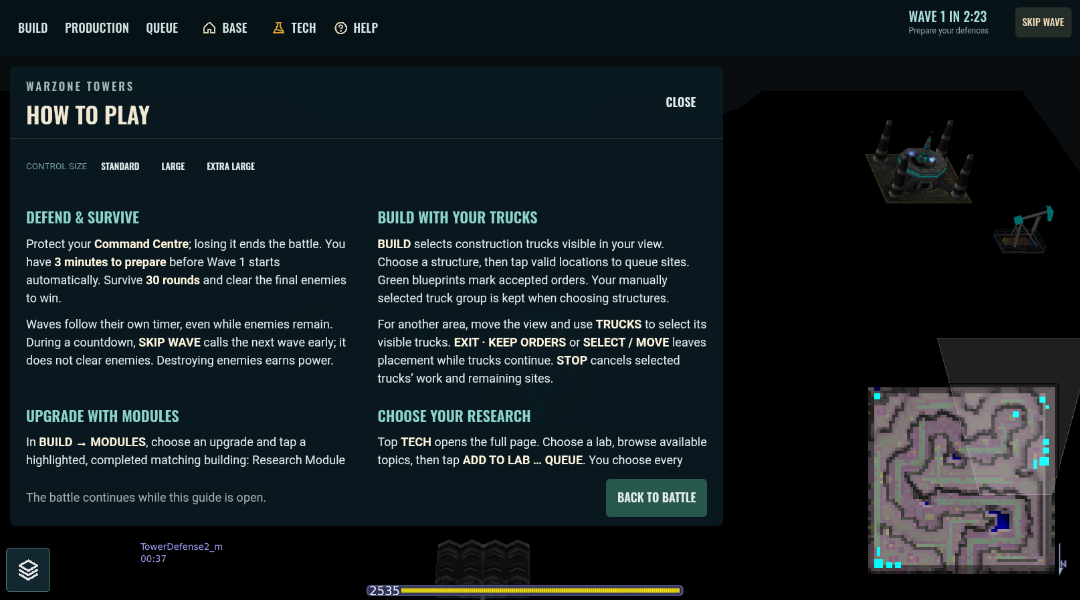 BUILD PRODUCTION QUEUE BASE TECH HELP
WAVE 1 IN 2:23
Prepare your defences
SKIP WAVE
WARZONE TOWERS
HOW TO PLAY
CLOSE
CONTROL SIZE STANDARD LARGE EXTRA LARGE
DEFEND & SURVIVE
Protect your Command Centre; losing it ends the battle. You
have 3 minutes to prepare before Wave 1 starts
automatically. Survive 30 rounds and clear the final enemies
to win.
Waves follow their own timer, even while enemies remain.
During a countdown, SKIP WAVE calls the next wave early; it
does not clear enemies. Destroying enemies earns power.
BUILD WITH YOUR TRUCKS
BUILD selects construction trucks visible in your view.
Choose a structure, then tap valid locations to queue sites.
Green blueprints mark accepted orders. Your manually
selected truck group is kept when choosing structures.
For another area, move the view and use TRUCKS to select its
visible trucks. EXIT · KEEP ORDERS or SELECT / MOVE leaves
placement while trucks continue. STOP cancels selected
trucks’ work and remaining sites.
UPGRADE WITH MODULES
In BUILD → MODULES, choose an upgrade and tap a
highlighted, completed matching building: Research Module
CHOOSE YOUR RESEARCH
Top TECH opens the full page. Choose a lab, browse available
topics, then tap ADD TO LAB … QUEUE. You choose every
The battle continues while this guide is open.
BACK TO BATTLE
TowerDefense2_m
00:37
2535
N